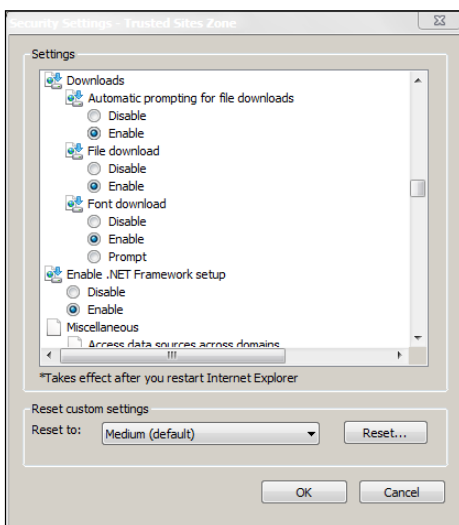 Security Settings - Trusted Sites Zone
Settings
Downloads
Automatic prompting for file downloads
Disable
Enable
File download
Disable
Enable
Font download
Disable
Enable
Prompt
Enable .NET Framework setup
Disable
Enable
Miscellaneous
Access data sources across domains
*Takes effect after you restart Internet Explorer
Reset custom settings
Reset to: Medium (default) Reset...
OK Cancel